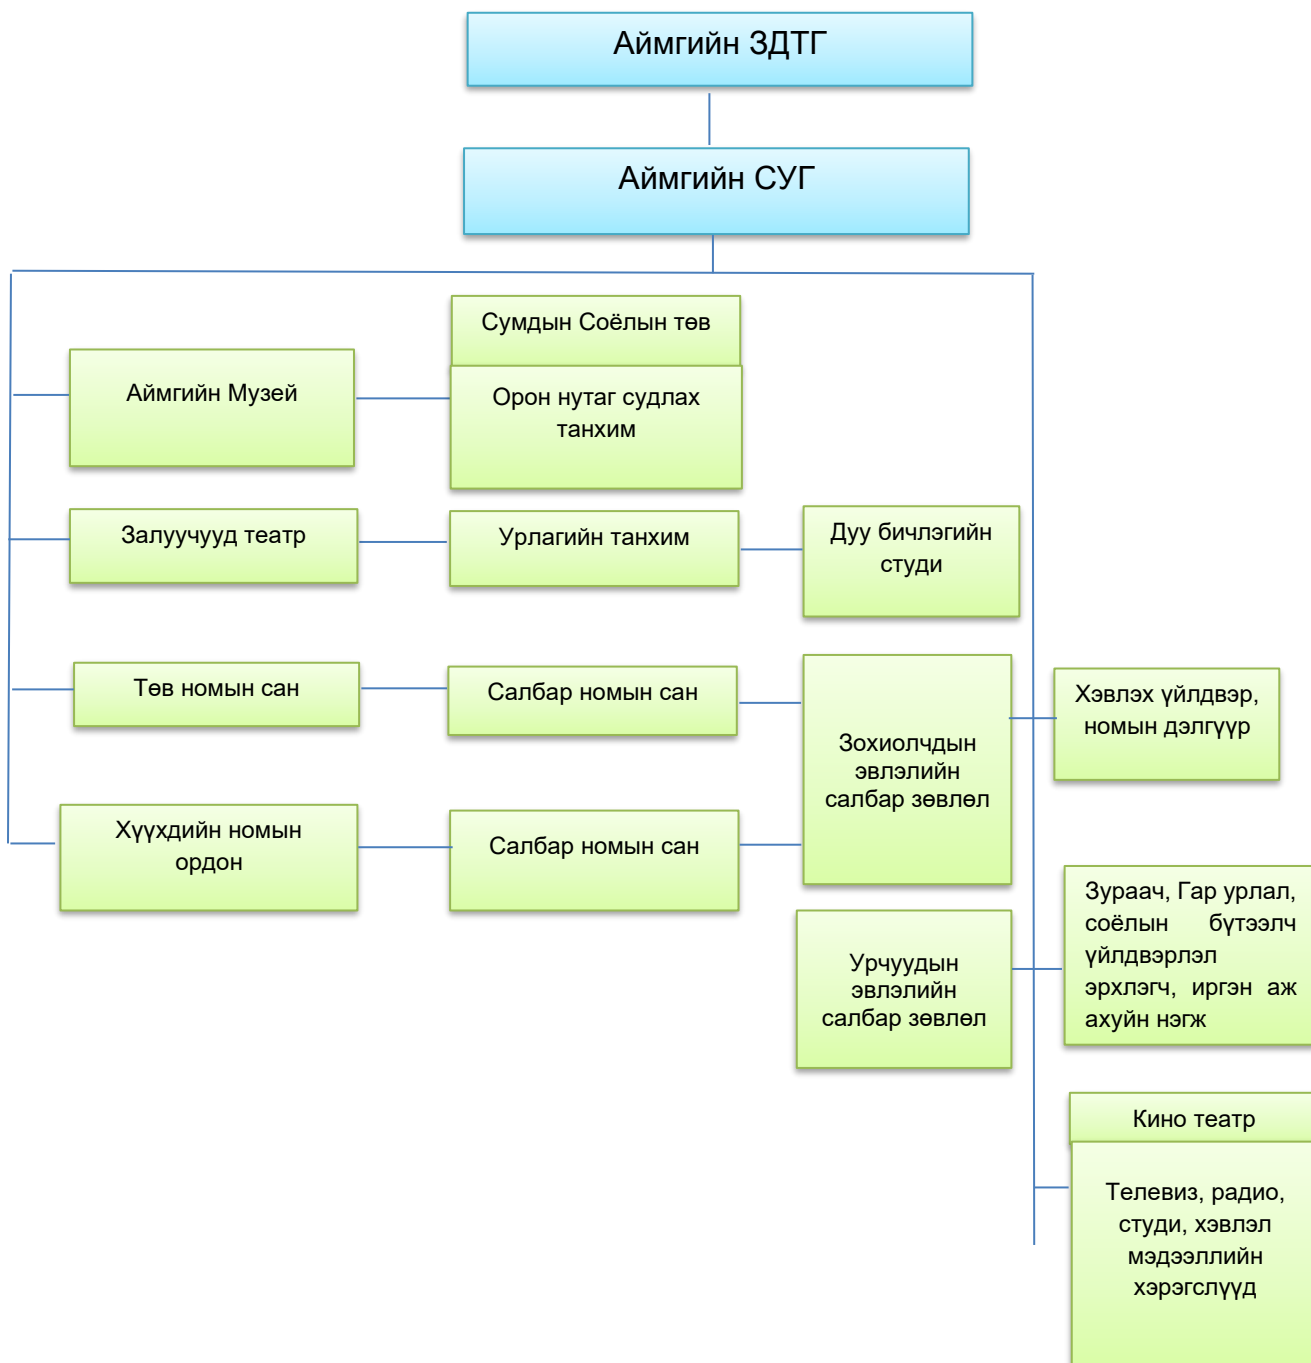 Аймгийн ЗДТГ
Аймгийн СУГ
Сумдын Соёлын төв
Аймгийн Музей
Орон нутаг судлах
танхим
Залуучууд театр
Урлагийн танхим
Дуу бичлэгийн
студи
Төв номын сан
Салбар номын сан
Зохиолчдын
эвлэлийн
салбар зөвлөл
Хэвлэх үйлдвэр,
номын дэлгүүр
Хүүхдийн номын
ордон
Салбар номын сан
Урчуудын
эвлэлийн
салбар зөвлөл
Зураач, Гар урлал,
соёлын бүтээлч
үйлдвэрлэл
эрхлэгч, иргэн аж
ахуйн нэгж
Кино театр
Телевиз, радио,
студи, хэвлэл
мэдээллийн
хэрэгслүүд